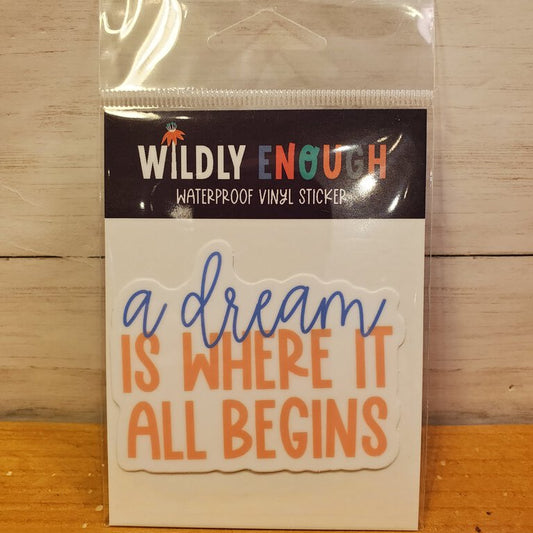 WILDLY ENOUGH
WATERPROOF VINYL STICKER
a dream
IS WHERE IT
ALL BEGINS